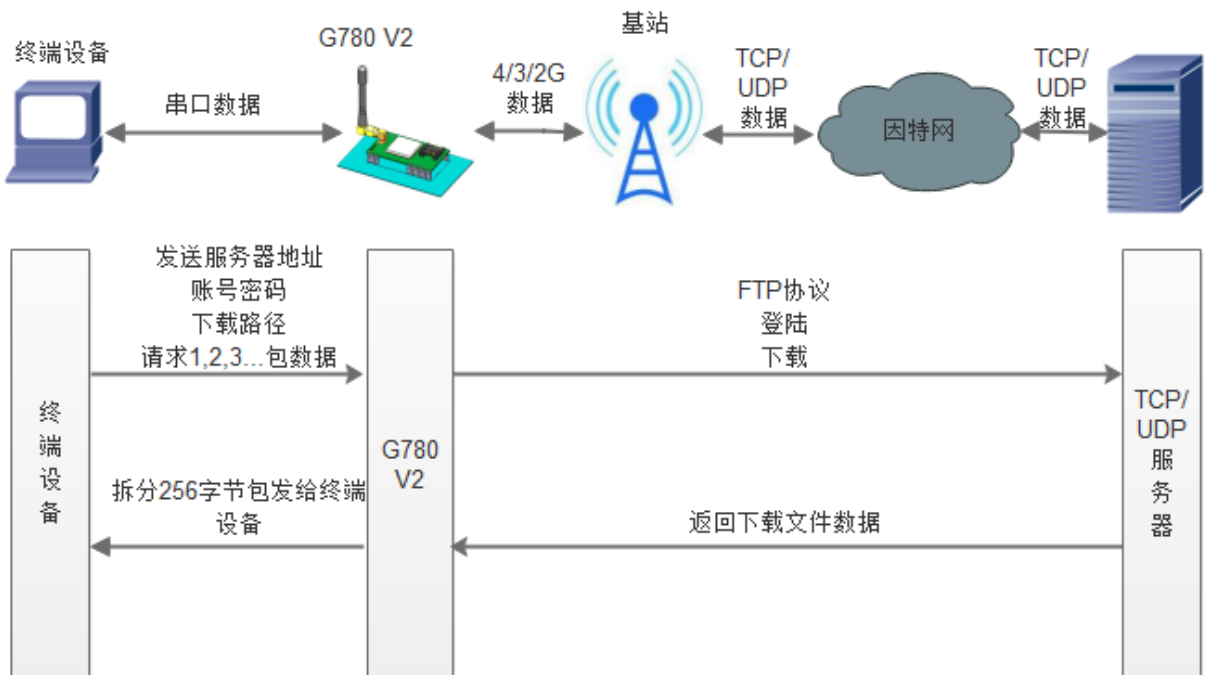 终端设备
G780 V2
基站
串口数据
4/3/2G
数据
TCP/
UDP
数据
因特网
TCP/
UDP
数据
发送服务器地址
账号密码
下载路径
请求1,2,3...包数据
FTP协议
登陆
下载
终
端
设
备
G780
V2
TCP/
UDP
服
务
器
拆分256字节包发给终端
设备
返回下载文件数据